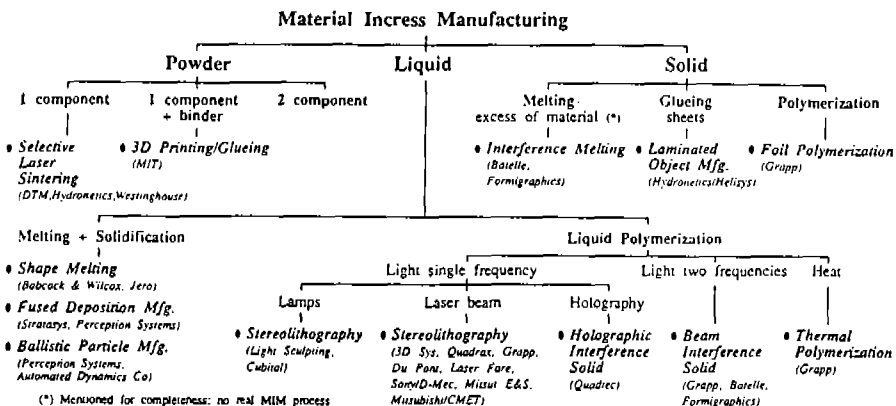 Material Incress Manufacturing
Powder Liquid Solid
1 component 1 component + binder 2 component
Melting- excess of material (*) Glueing sheets Polymerization
• Selective Laser Sintering
(DTM,Hydronetics,Westinghouse)
• 3D Printing/Glueing
(MIT)
• Interference Melting
(Batelle, Formigraphics)
• Laminated Object Mfg.
(Hydronetics/Helisys)
• Foil Polymerization
(Grapp)
Melting + Solidification
• Shape Melting
(Babcock & Wilcox, Jero)
• Fused Deposition Mfg.
(Stratasys, Perception Systems)
• Ballistic Particle Mfg.
(Perception Systems,
Automated Dynamics Co)
Liquid Polymerization
Light single frequency Light two frequencies Heat
Lamps Laser beam Holography
• Stereolithography
(Light Sculpting,
Cubital)
• Stereolithography
(3D Sys, Quadrax, Grapp,
Du Pons, Laser Fare,
Sony/D-Mec, Mitsui E&S,
Mitsubishi/CMET)
• Holographic
Interference
Solid
(Quadtec)
• Beam
Interference
Solid
(Grapp, Batelle,
Formigraphics)
• Thermal
Polymerization
(Grapp)
(*) Mentioned for completeness: no real MIM process